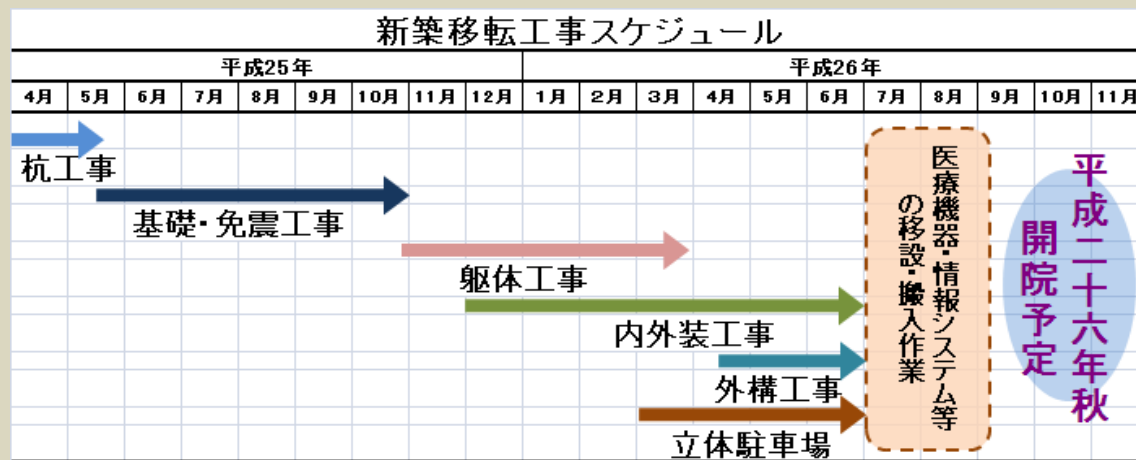 新築移転工事スケジュール
平成25年 平成26年
4月 5月 6月 7月 8月 9月 10月 11月 12月 1月 2月 3月 4月 5月 6月 7月 8月 9月 10月 11月
杭工事
基礎・免震工事
躯体工事
内外装工事
外構工事
立体駐車場
医療機器・情報システム等
の移設・搬入作業
平成二十六年秋
開院予定